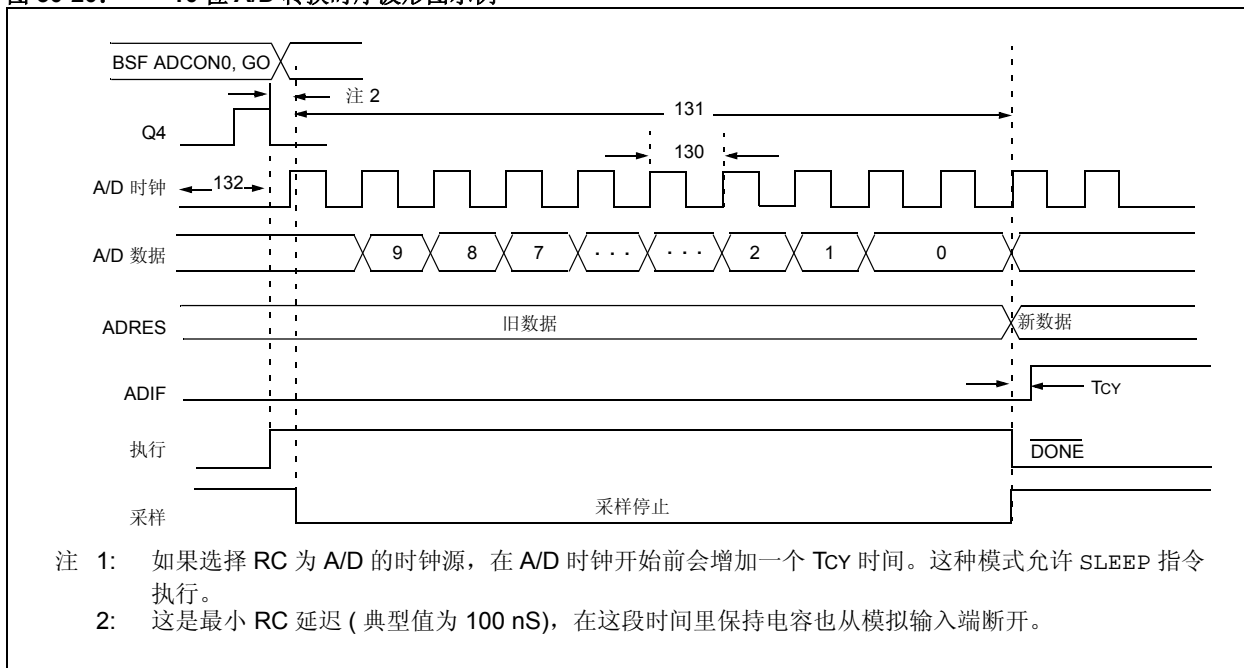 BSF ADCON0, GO
注 2
131
Q4
130
A/D 时钟
132
A/D 数据
9 8 7 · · · · · · 2 1 0
ADRES
旧数据
新数据
ADIF
TCY
执行
DONE
采样
采样停止
注 1: 如果选择 RC 为 A/D 的时钟源，在 A/D 时钟开始前会增加一个 TCY 时间。这种模式允许 SLEEP 指令
执行。
2: 这是最小 RC 延迟 ( 典型值为 100 nS)，在这段时间里保持电容也从模拟输入端断开。